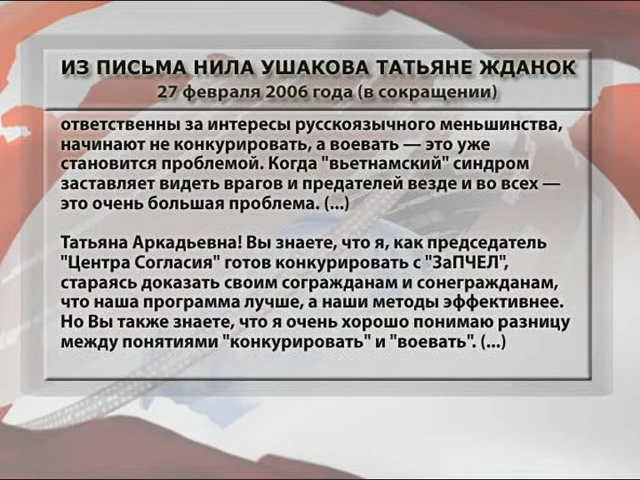 ИЗ ПИСЬМА НИЛА УШАКОВА ТАТЬЯНЕ ЖДАНОК
27 февраля 2006 года (в сокращении)
ответственны за интересы русскоязычного меньшинства,
начинают не конкурировать, а воевать — это уже
становится проблемой. Когда "вьетнамский" синдром
заставляет видеть врагов и предателей везде и во всех —
это очень большая проблема. (...)
Татьяна Аркадьевна! Вы знаете, что я, как председатель
"Центра Согласия" готов конкурировать с "ЗаПЧЕЛ",
стараясь доказать своим согражданам и сонегражданам,
что наша программа лучше, а наши методы эффективнее.
Но Вы также знаете, что я очень хорошо понимаю разницу
между понятиями "конкурировать" и "воевать". (...)